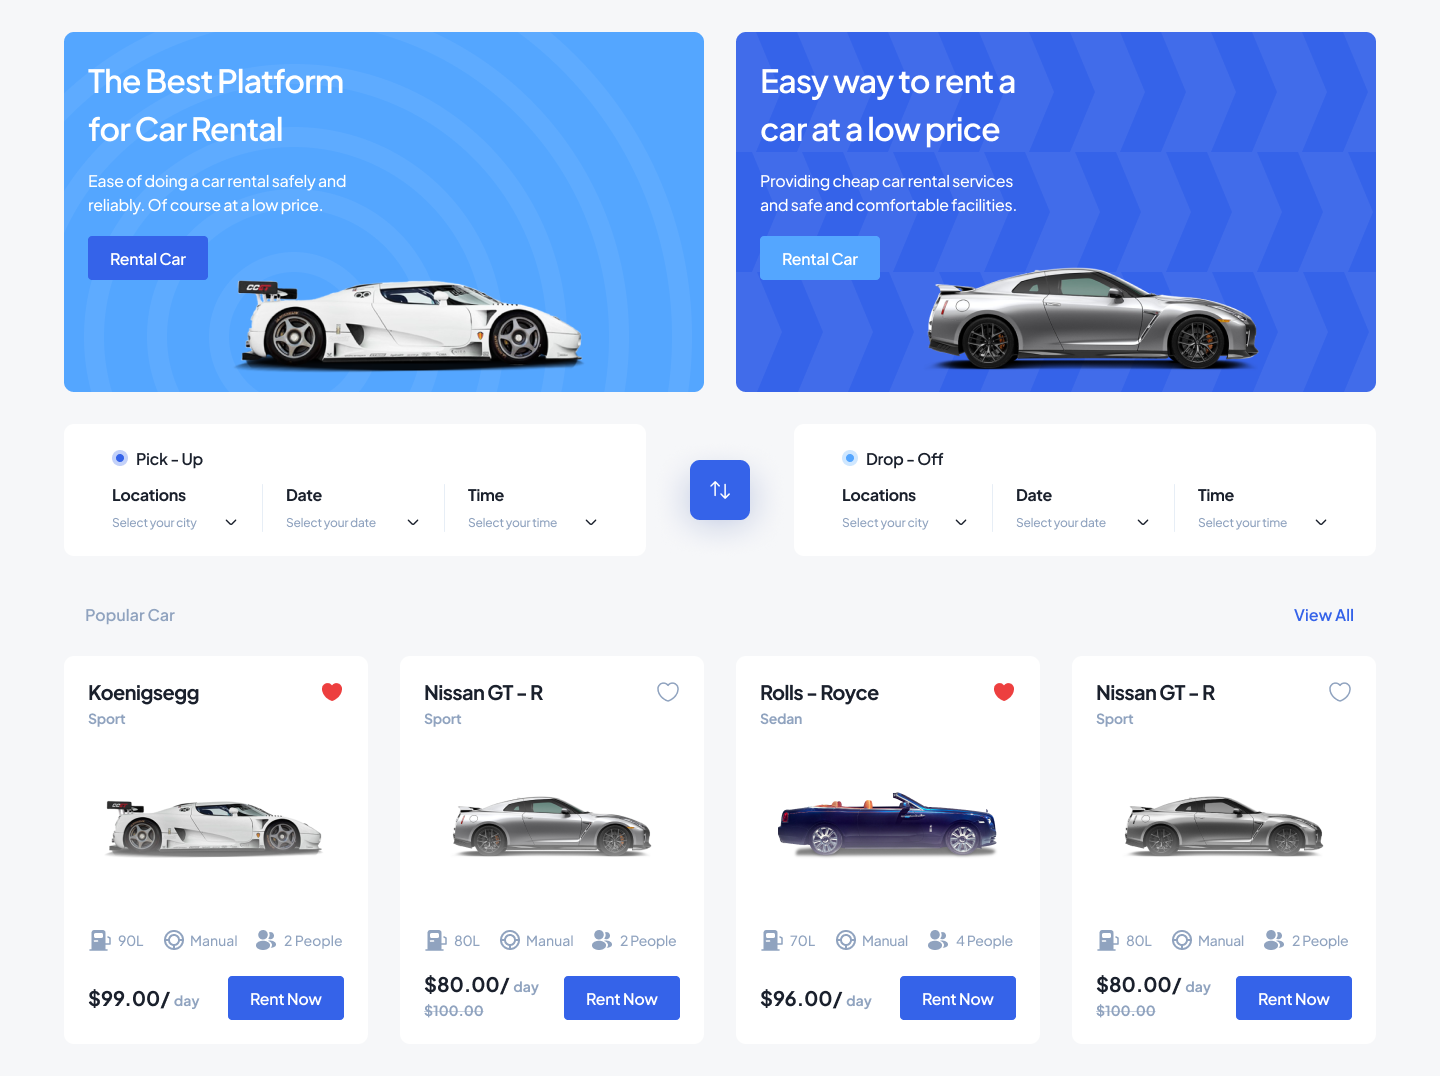 The Best Platform
for Car Rental
Ease of doing a car rental safely and
reliably. Of course at a low price.
Rental Car
Easy way to rent a
car at a low price
Providing cheap car rental services
and safe and comfortable facilities.
Rental Car
Pick - Up
Locations Date Time
Select your city Select your date Select your time
Drop - Off
Locations Date Time
Select your city Select your date Select your time
Popular Car View All
Koenigsegg
Sport
90L Manual 2 People
$99.00/ day Rent Now
Nissan GT - R
Sport
80L Manual 2 People
$80.00/ day
$100.00
Rent Now
Rolls - Royce
Sedan
70L Manual 4 People
$96.00/ day Rent Now
Nissan GT - R
Sport
80L Manual 2 People
$80.00/ day
$100.00
Rent Now